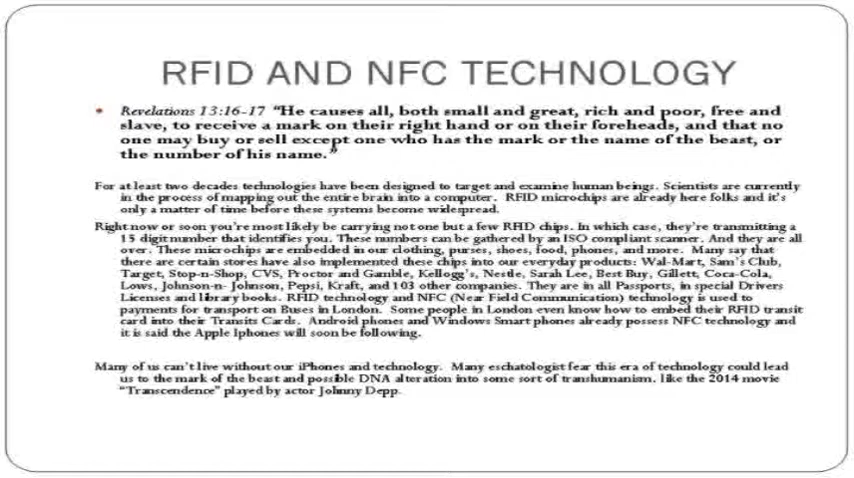 RFID AND NFC TECHNOLOGY
• Revelations 13:16-17 "He causes all, both small and great, rich and poor, free and
slave, to receive a mark on their right hand or on their foreheads, and that no
one may buy or sell except one who has the mark or the name of the beast, or
the number of his name."
For at least two decades technologies have been designed to target and examine human beings. Scientists are currently
in the process of mapping out the entire brain into a computer. RFID microchips are already here folks and it's
only a matter of time before these systems become widespread.
Right now or soon you're most likely be carrying not one but a few RFID chips. In which case, they're transmitting a
15 digit number that identifies you. These numbers can be gathered by an ISO compliant scanner. And they are all
over. These microchips are embedded in our clothing, purses, shoes, food, phones, and more. Many say that
there are certain stores have also implemented these chips into our everyday products: Wal-Mart, Sam's Club,
Target, Stop-n-Shop, CVS, Proctor and Gamble, Kellogg's, Nestle, Sarah Lee, Best Buy, Gillett, Coca-Cola,
Lows, Johnson-n- Johnson, Pepsi, Kraft, and 103 other companies. They are in all Passports, in special Drivers
Licenses and library books. RFID technology and NFC (Near Field Communication) technology is used to
payments for transport on Buses in London. Some people in London even know how to embed their RFID transit
card into their Transits Cards. Android phones and Windows Smart phones already possess NFC technology and
it is said the Apple Iphones will soon be following.
Many of us can't live without our iPhones and technology. Many eschatologist fear this era of technology could lead
us to the mark of the beast and possible DNA alteration into some sort of transhumanism. like the 2014 movie
"Transcendence" played by actor Johnny Depp.